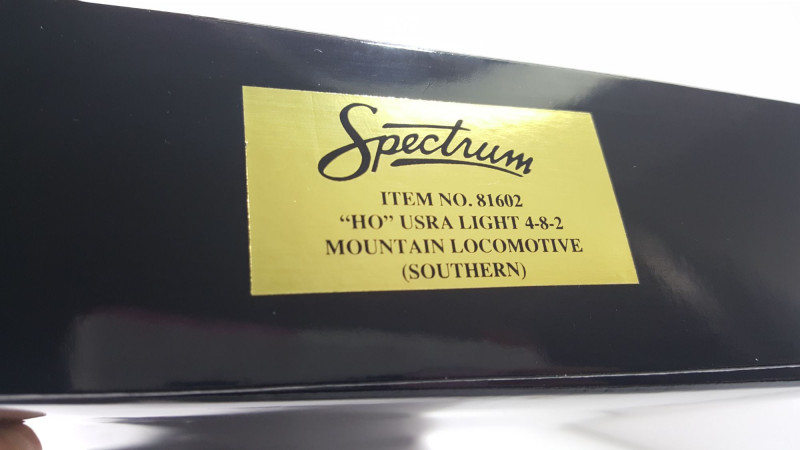 Spectrum
ITEM NO. 81602
“HO” USRA LIGHT 4-8-2
MOUNTAIN LOCOMOTIVE
(SOUTHERN)